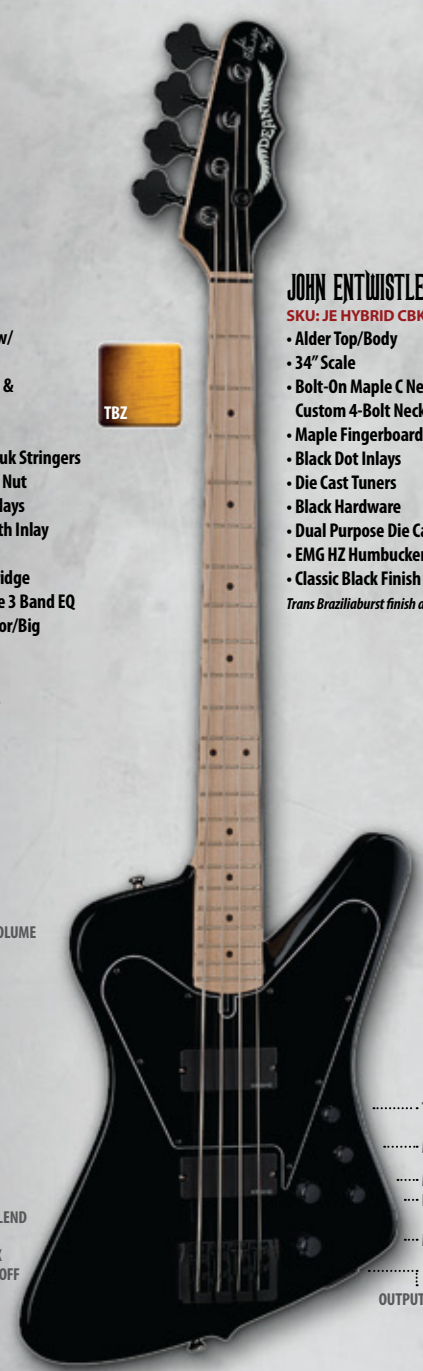 DEAN
JOHN ENTWISTLE
SKU: JE HYBRID CBK
w/
• Alder Top/Body
• 34” Scale
&
• Bolt-On Maple C
Custom 4-Bolt Neck
TBZ
• Maple Fingerboard
uk Stringers
• Black Dot Inlays
Nut
• Die Cast Tuners
lays
• Black Hardware
th Inlay
• Dual Purpose Die
• EMG HZ Humbucker
idge
• Classic Black Finish
e 3 Band EQ
Trans Braziliaburst finish
or/Big
OLUME
LEND
OFF
OUTPUT